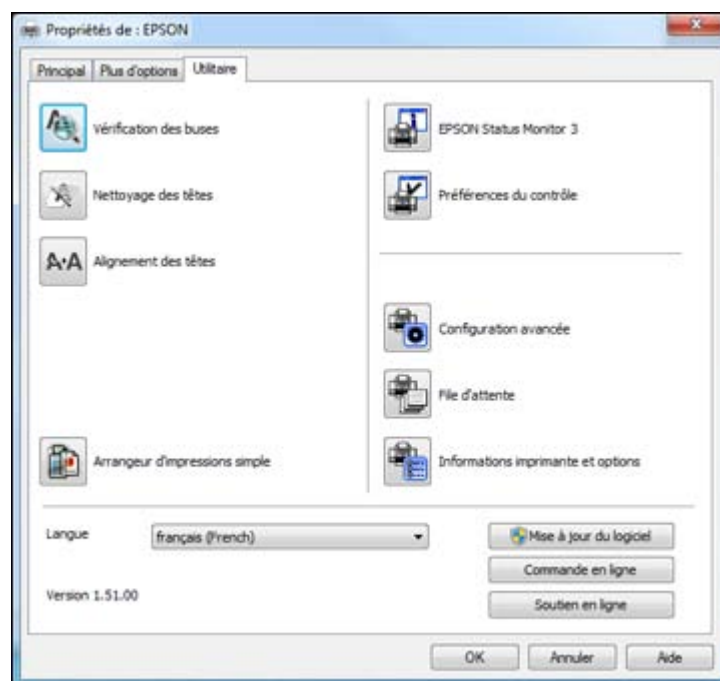 Propriétés de : EPSON
Principal
Plus d'options
Utilitaire
Vérification des buses
Nettoyage des têtes
A·A
Alignement des têtes
Arrangeur d'impressions simple
EPSON Status Monitor 3
Préférences du contrôle
Configuration avancée
File d'attente
Informations imprimante et options
Langue
français (French)
Mise à jour du logiciel
Commande en ligne
Version 1.51.00
Soutien en ligne
OK
Annuler
Aide